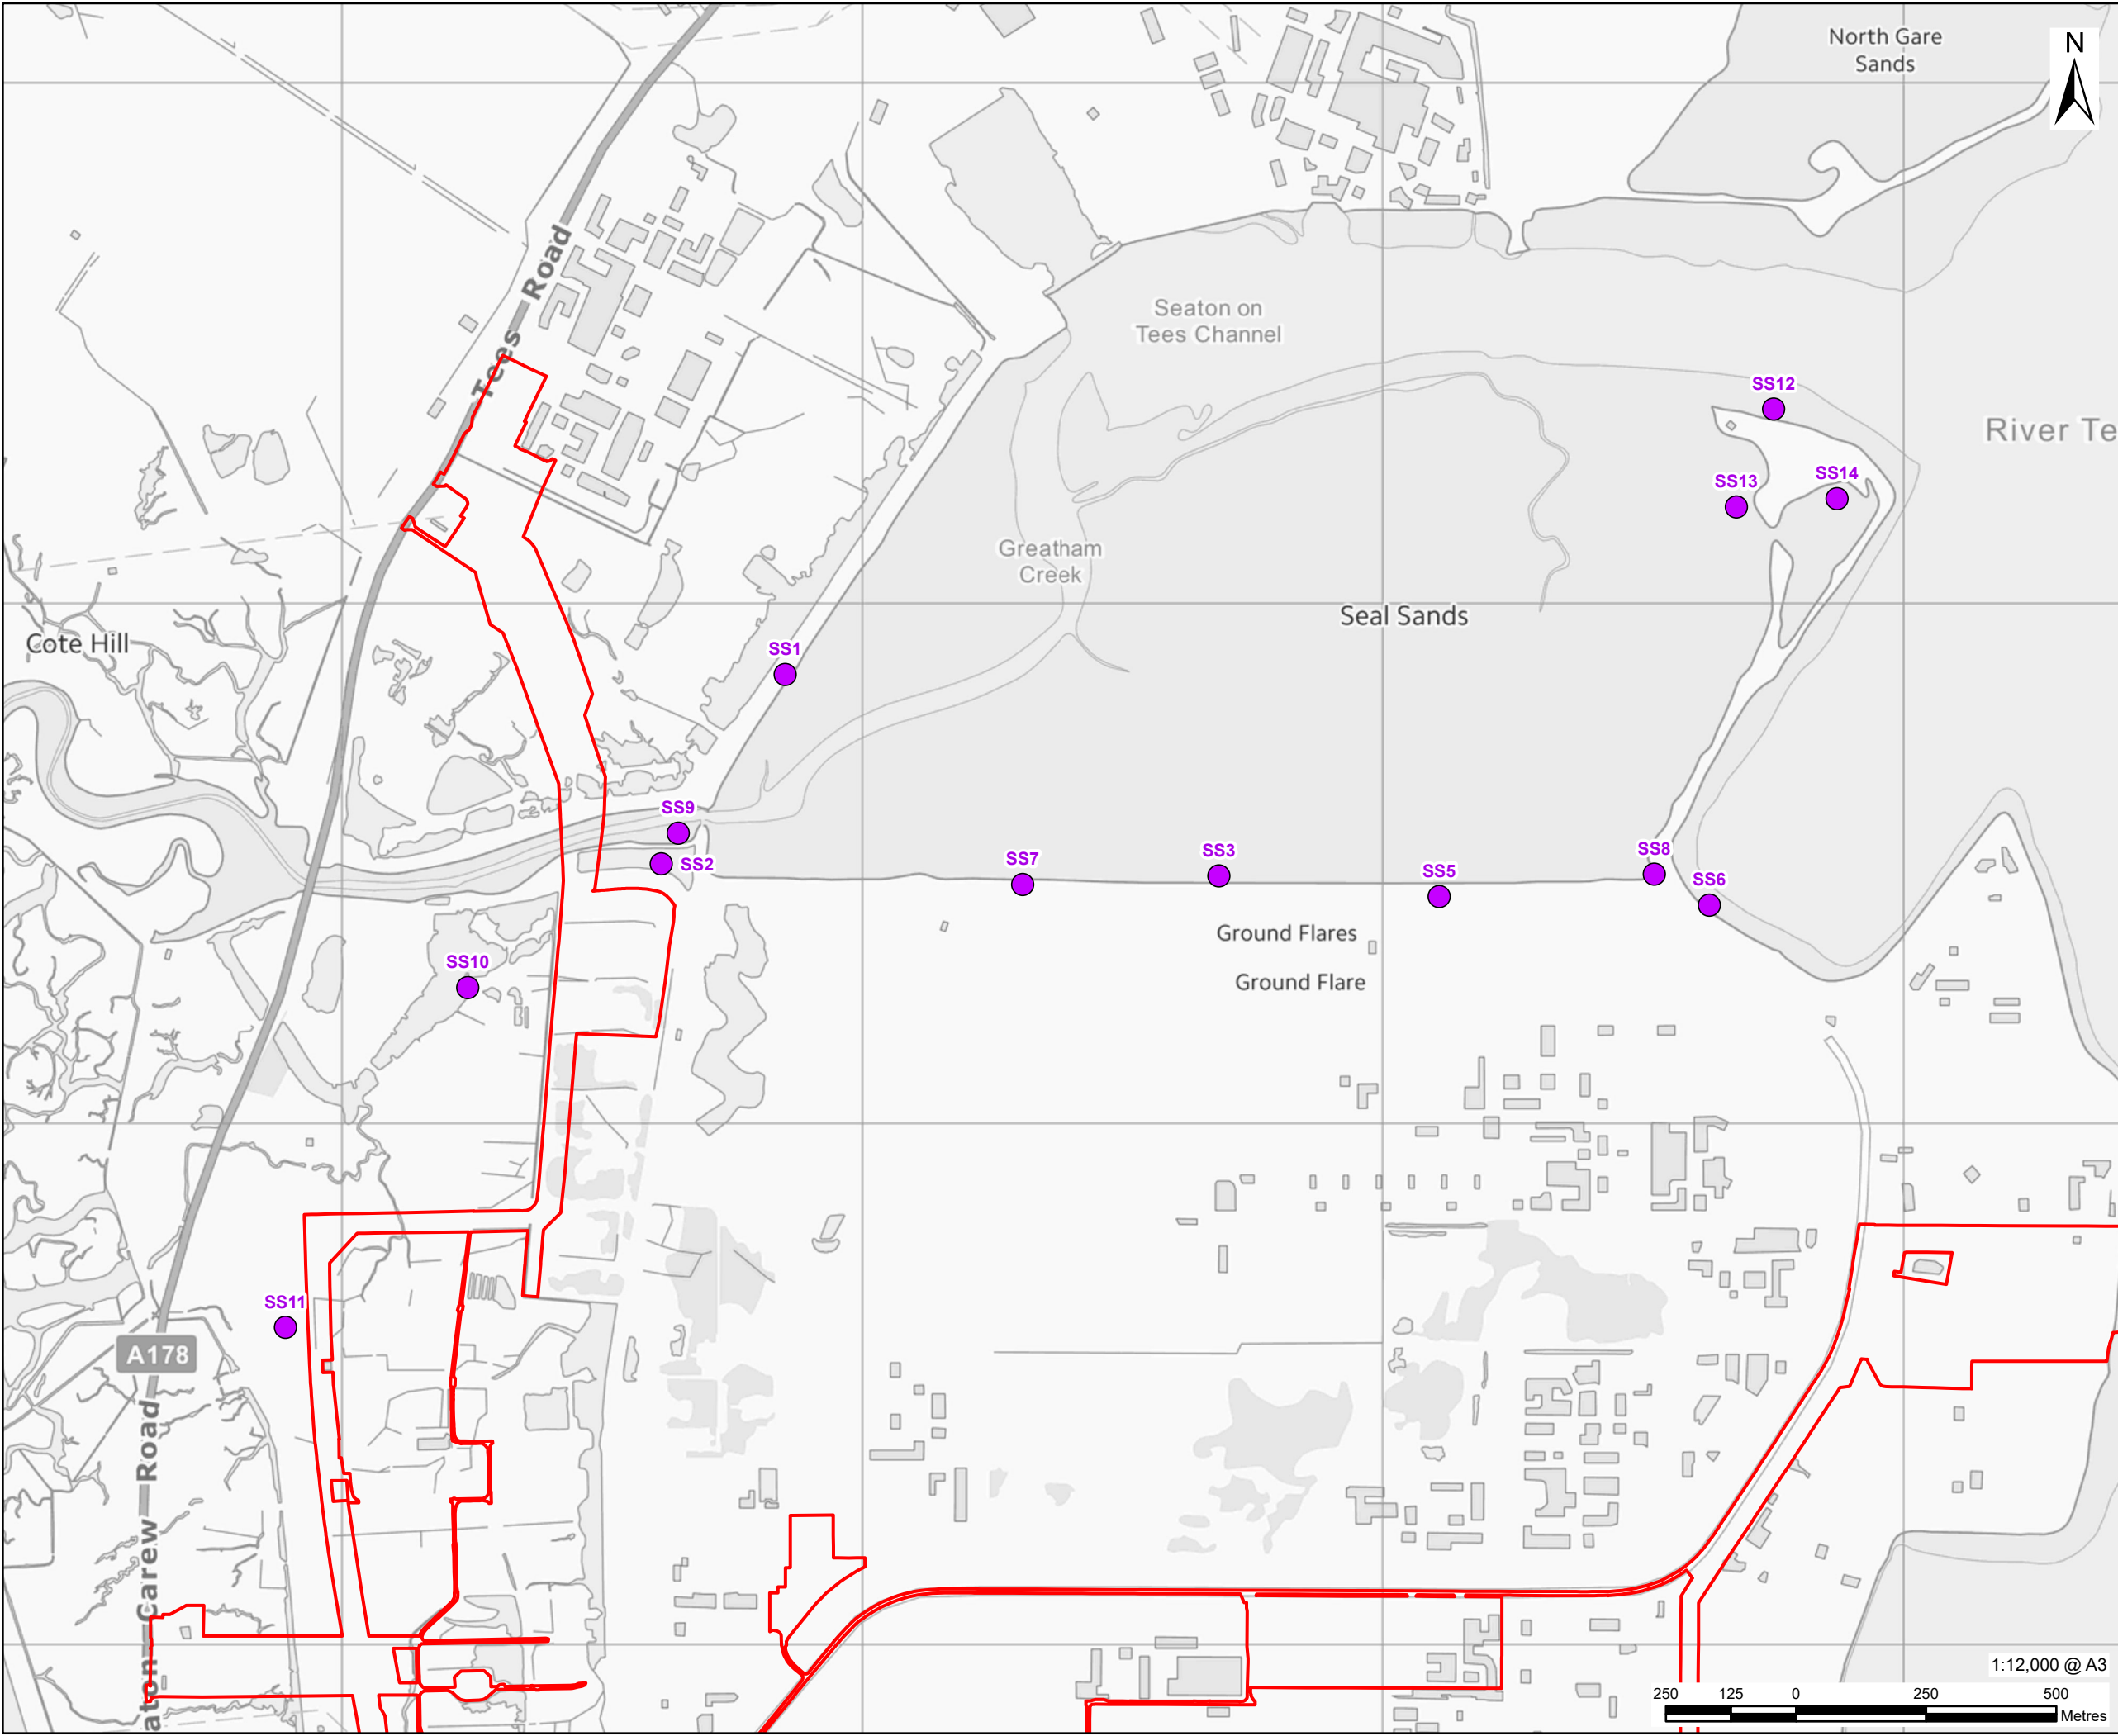 North Gare
Sands
N
Tees Road
Seaton on
Tees Channel
SS12
River Te
SS13
SS14
Greatham
Creek
Seal Sands
Cote Hill
SS1
SS9
SS2
SS7
SS3
SS5
SS8
SS6
Ground Flares
Ground Flare
SS10
SS11
A178
aton Carew Road
1:12,000 @ A3
250 125 0 250 500
Metres